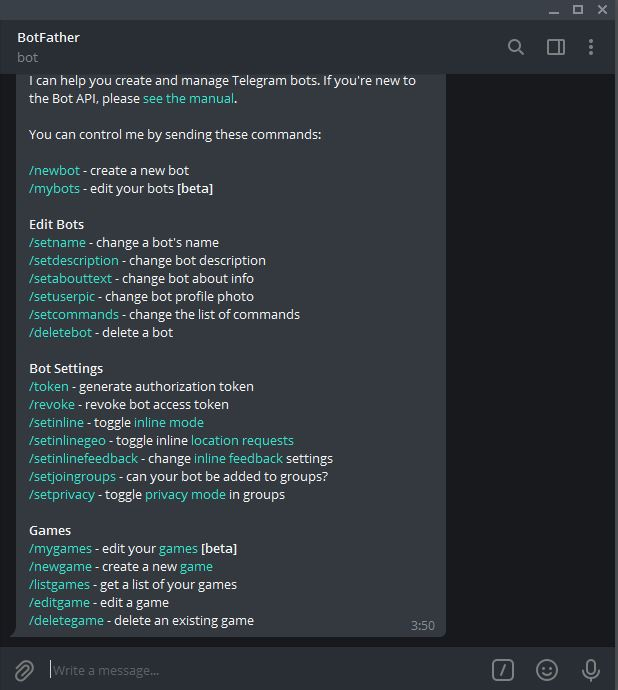 BotFather
bot
I can help you create and manage Telegram bots. If you're new to
the Bot API, please see the manual.
You can control me by sending these commands:
/newbot - create a new bot
/mybots - edit your bots [beta]
Edit Bots
/setname - change a bot's name
/setdescription - change bot description
/setabouttext - change bot about info
/setuserpic - change bot profile photo
/setcommands - change the list of commands
/deletebot - delete a bot
Bot Settings
/token - generate authorization token
/revoke - revoke bot access token
/setinline - toggle inline mode
/setinlinegeo - toggle inline location requests
/setinlinefeedback - change inline feedback settings
/setjoingroups - can your bot be added to groups?
/setprivacy - toggle privacy mode in groups
Games
/mygames - edit your games [beta]
/newgame - create a new game
/listgames - get a list of your games
/editgame - edit a game
/deletegame - delete an existing game
3:50
Write a message...